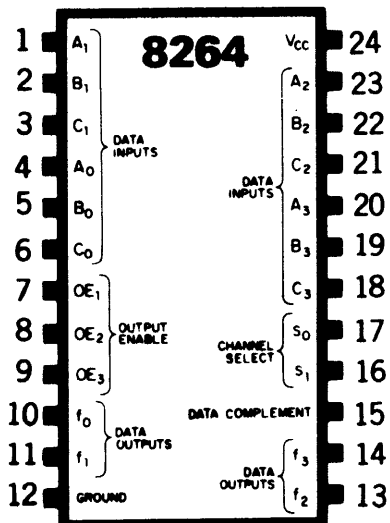 8264
1 A₁ V_CC 24
2 B₁ A₂ 23
3 C₁ B₂ 22
DATA INPUTS
4 A₀ C₂ 21
DATA INPUTS
5 B₀ A₃ 20
6 C₀ B₃ 19
7 OE₁ C₃ 18
8 OE₂ S₀ 17
OUTPUT ENABLE
CHANNEL SELECT
9 OE₃ S₁ 16
10 f₀ DATA COMPLEMENT 15
DATA OUTPUTS
11 f₁ f₃ 14
DATA OUTPUTS
12 GROUND f₂ 13